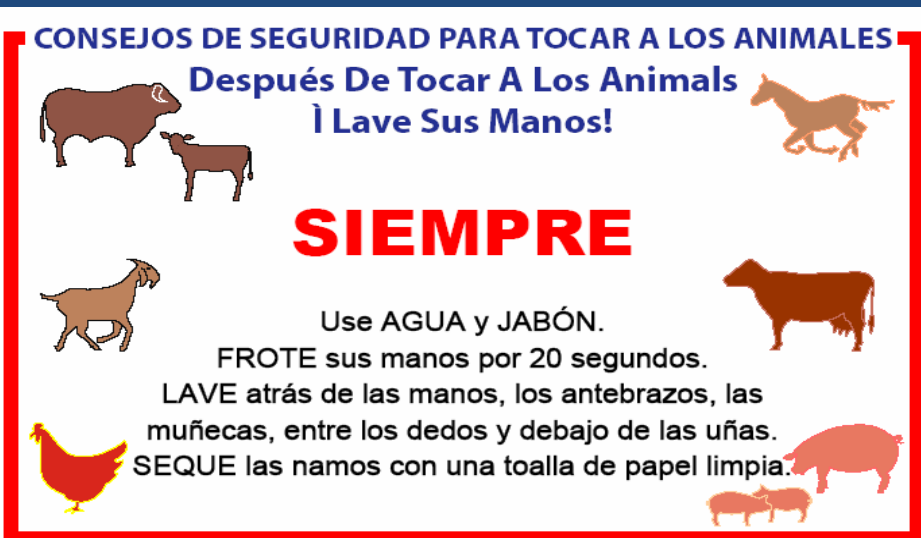 CONSEJOS DE SEGURIDAD PARA TOCAR A LOS ANIMALES
Después De Tocar A Los Animals
Ì Lave Sus Manos!
SIEMPRE
Use AGUA y JABÓN.
FROTE sus manos por 20 segundos.
LAVE atrás de las manos, los antebrazos, las
muñecas, entre los dedos y debajo de las uñas.
SEQUE las namos con una toalla de papel limpia.